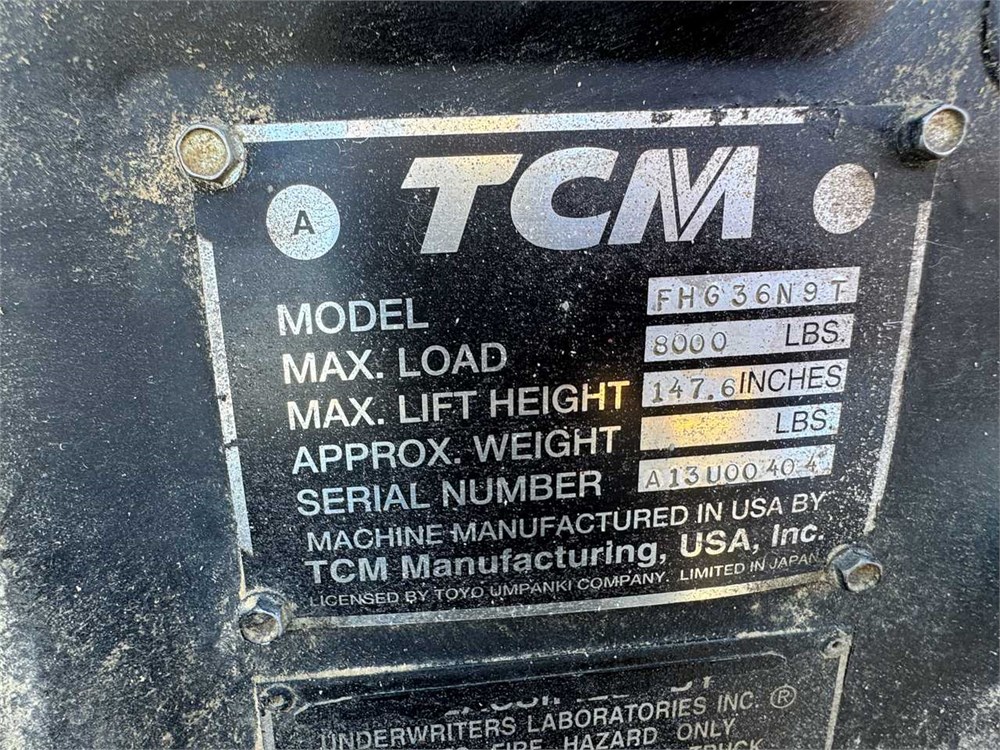 A
TCM
MODEL FHG36N9T
MAX. LOAD 8000 LBS.
MAX. LIFT HEIGHT 147.6 INCHES
APPROX. WEIGHT LBS.
SERIAL NUMBER A13U00404
MACHINE MANUFACTURED IN USA BY
TCM Manufacturing, USA, Inc.
LICENSED BY TOYO UMPANKI COMPANY. LIMITED IN JAPAN
UNDERWRITERS LABORATORIES INC. ®
FIRE HAZARD ONLY
TRUCK